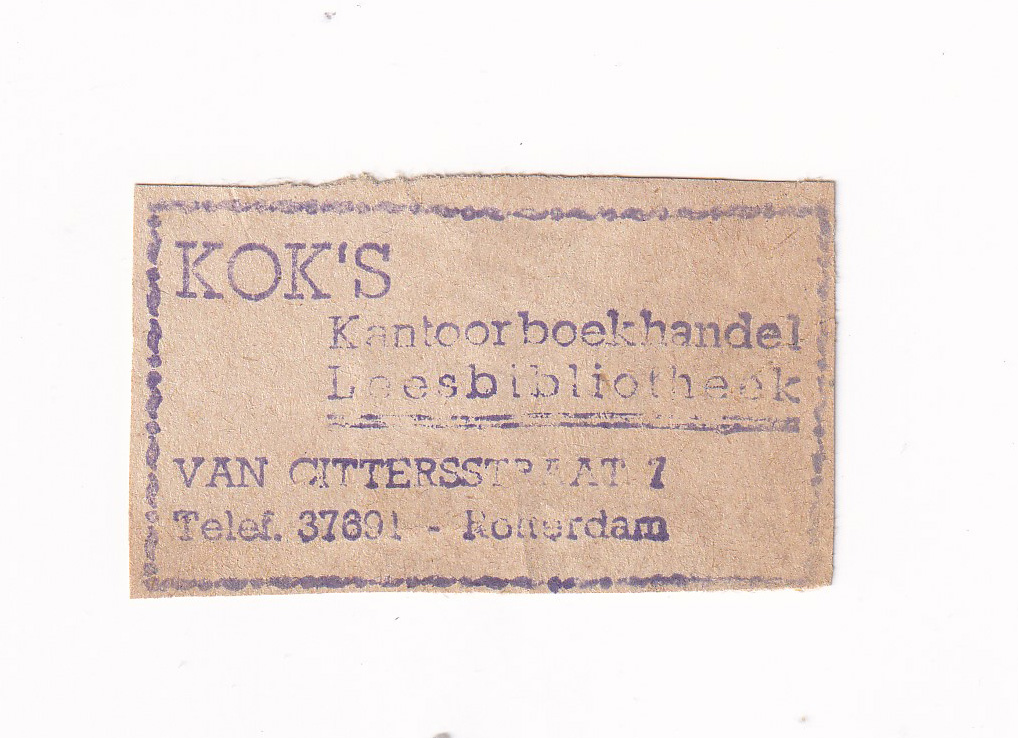 KOK'S
Kantoorboekhandel
Leesbibliotheek
VAN CITTERSSTRAAT 7
Telef. 37691 - Rotterdam